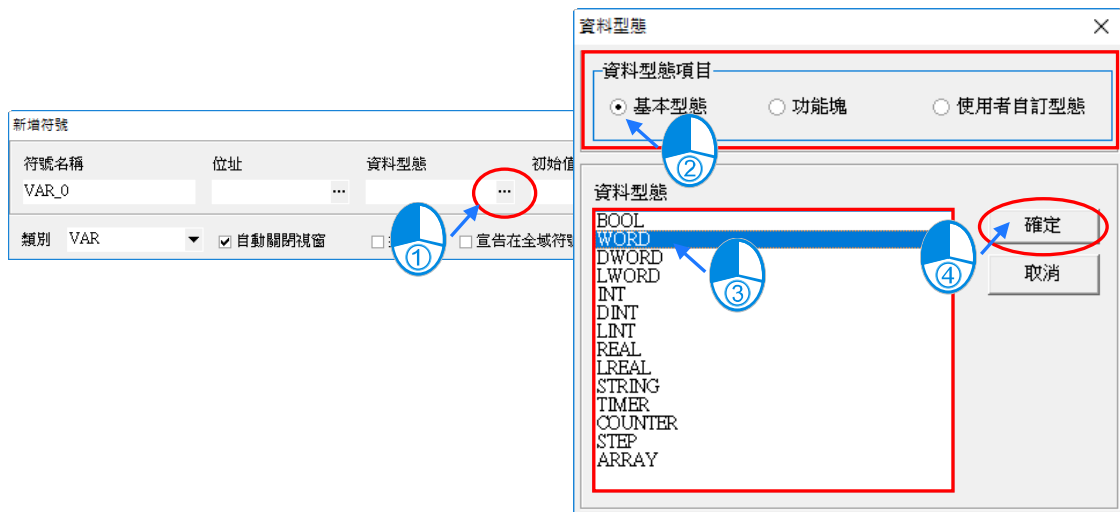 新增符號
符號名稱 位址 資料型態 初始值
VAR_0 ... ...
類別 VAR 自動關閉視窗 宣告在全域符號
①
資料型態
資料型態項目
基本型態 功能塊 使用者自訂型態
②
資料型態
BOOL
WORD
DWORD
LWORD
INT
DINT
LINT
REAL
LREAL
STRING
TIMER
COUNTER
STEP
ARRAY
③
確定
④
取消